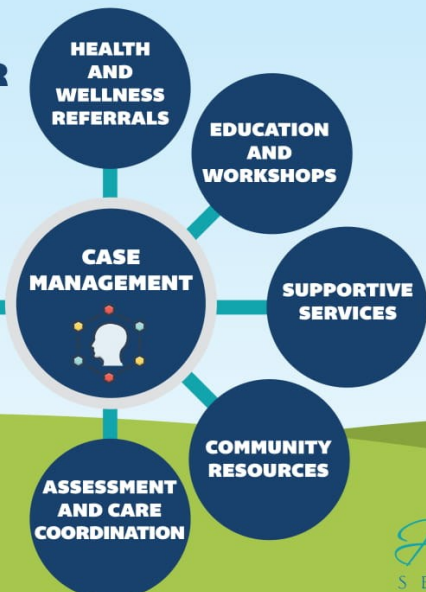 HEALTH
AND
WELLNESS
REFERRALS
EDUCATION
AND
WORKSHOPS
CASE
MANAGEMENT
SUPPORTIVE
SERVICES
COMMUNITY
RESOURCES
ASSESSMENT
AND CARE
COORDINATION